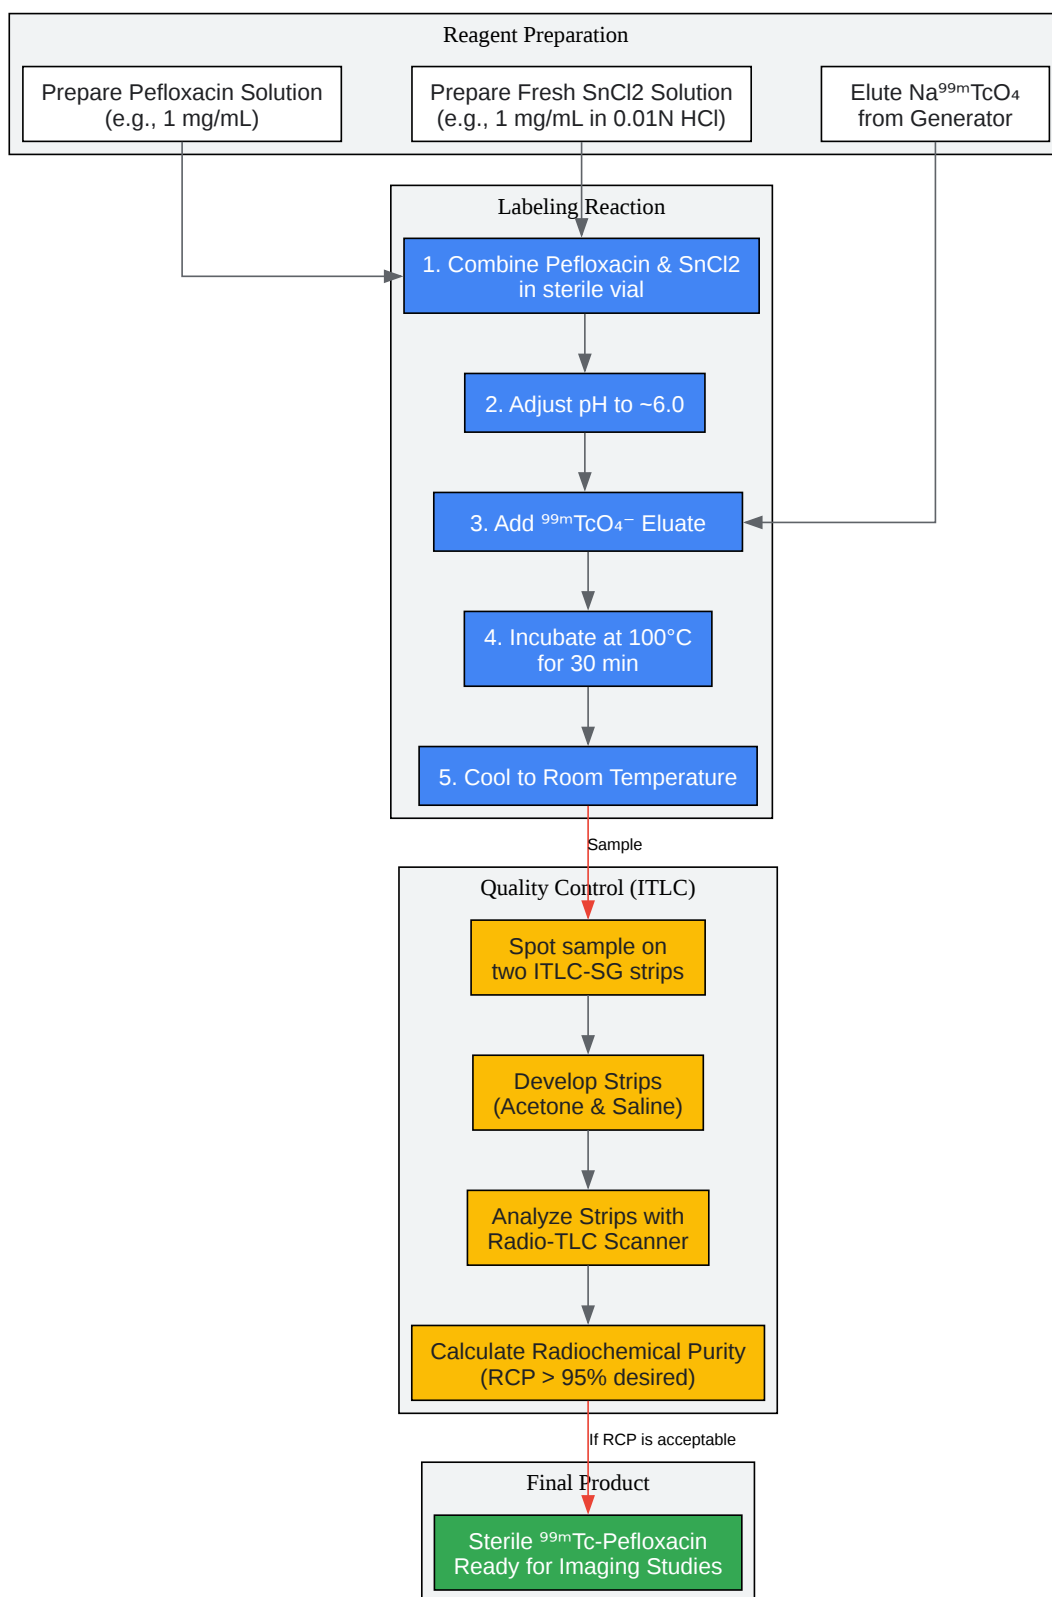 Reagent Preparation
Prepare Pefloxacin Solution
(e.g., 1 mg/mL)
Prepare Fresh SnCl2 Solution
(e.g., 1 mg/mL in 0.01N HCl)
Elute Na⁹⁹ᵐTcO₄
from Generator
Labeling Reaction
1. Combine Pefloxacin & SnCl2
in sterile vial
2. Adjust pH to ~6.0
3. Add ⁹⁹ᵐTcO₄⁻ Eluate
4. Incubate at 100°C
for 30 min
5. Cool to Room Temperature
Sample
Quality Control (ITLC)
Spot sample on
two ITLC-SG strips
Develop Strips
(Acetone & Saline)
Analyze Strips with
Radio-TLC Scanner
Calculate Radiochemical Purity
(RCP > 95% desired)
If RCP is acceptable
Final Product
Sterile ⁹⁹ᵐTc-Pefloxacin
Ready for Imaging Studies